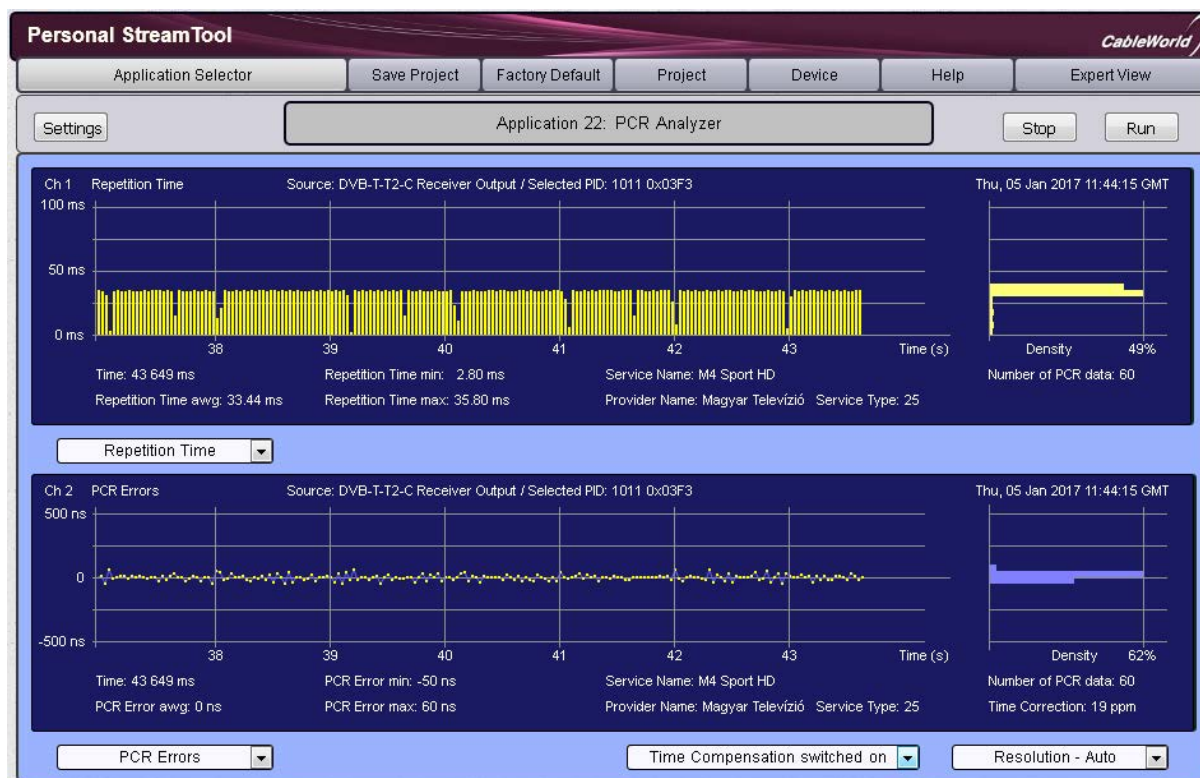 Personal StreamTool
CableWorld
Application Selector Save Project Factory Default Project Device Help Expert View
Settings Application 22: PCR Analyzer Stop Run
Ch 1 Repetition Time Source: DVB-T-T2-C Receiver Output / Selected PID: 1011 0x03F3 Thu, 05 Jan 2017 11:44:15 GMT
100 ms
50 ms
0 ms
38 39 40 41 42 43 Time (s) Density 49%
Time: 43 649 ms Repetition Time min: 2.80 ms Service Name: M4 Sport HD Number of PCR data: 60
Repetition Time awg: 33.44 ms Repetition Time max: 35.80 ms Provider Name: Magyar Televízió Service Type: 25
Repetition Time
Ch 2 PCR Errors Source: DVB-T-T2-C Receiver Output / Selected PID: 1011 0x03F3 Thu, 05 Jan 2017 11:44:15 GMT
500 ns
0
-500 ns
38 39 40 41 42 43 Time (s) Density 62%
Time: 43 649 ms PCR Error min: -50 ns Service Name: M4 Sport HD Number of PCR data: 60
PCR Error awg: 0 ns PCR Error max: 60 ns Provider Name: Magyar Televízió Service Type: 25 Time Correction: 19 ppm
PCR Errors Time Compensation switched on Resolution - Auto